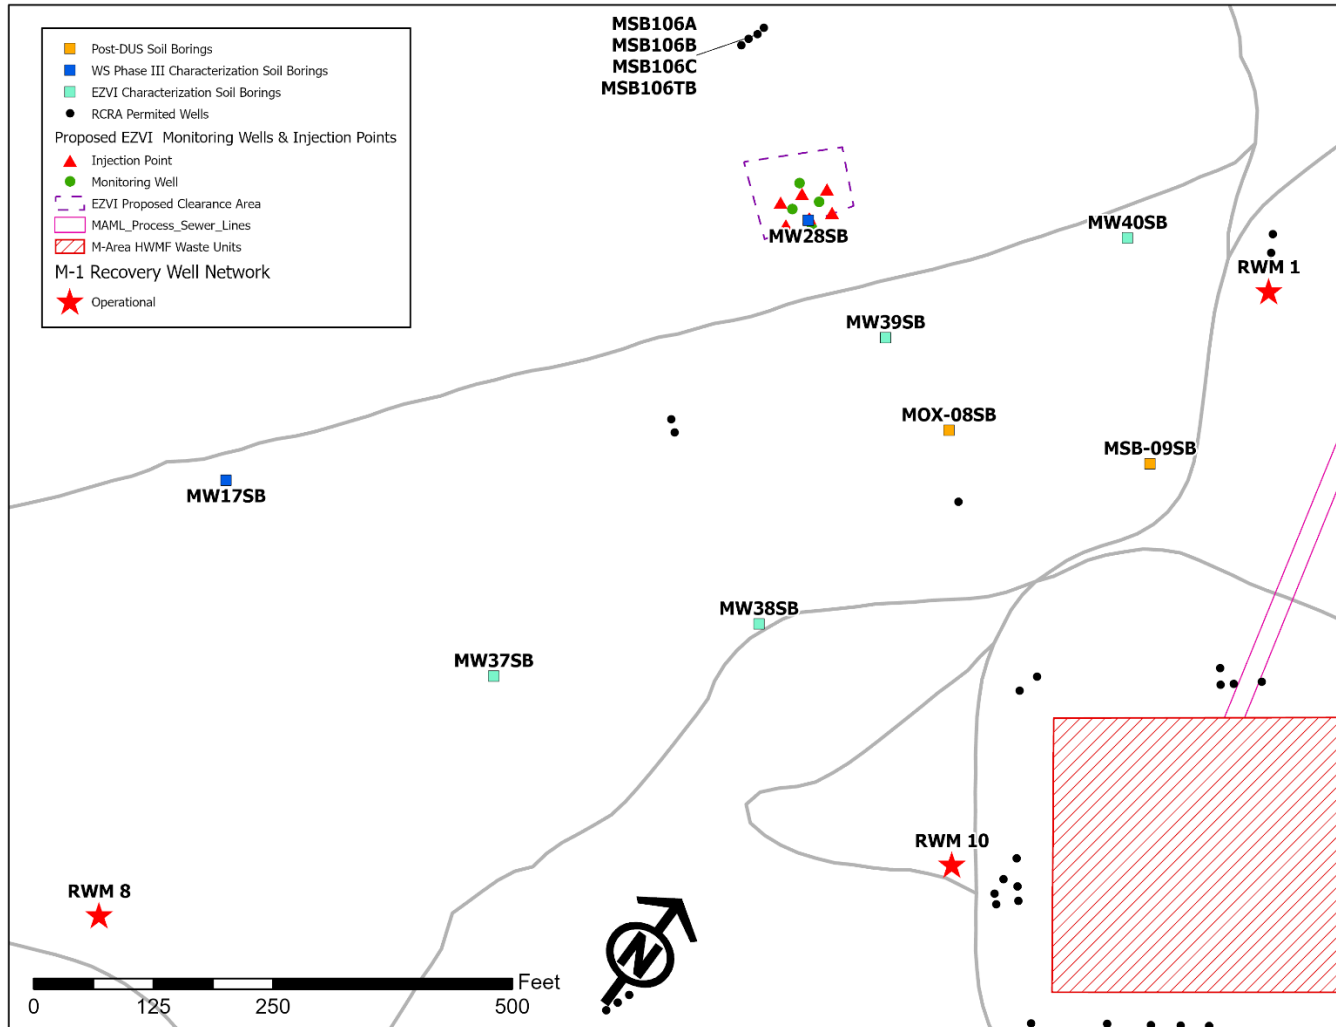 MSB106A
MSB106B
MSB106C
MSB106TB
Post-DUS Soil Borings
WS Phase III Characterization Soil Borings
EZVI Characterization Soil Borings
RCRA Permited Wells
Proposed EZVI Monitoring Wells & Injection Points
Injection Point
Monitoring Well
EZVI Proposed Clearance Area
MAML_Process_Sewer_Lines
M-Area HWMF Waste Units
M-1 Recovery Well Network
Operational
MW28SB
MW40SB
RWM 1
MW39SB
MOX-08SB
MSB-09SB
MW17SB
MW38SB
MW37SB
RWM 10
RWM 8
N
Feet
0 125 250 500